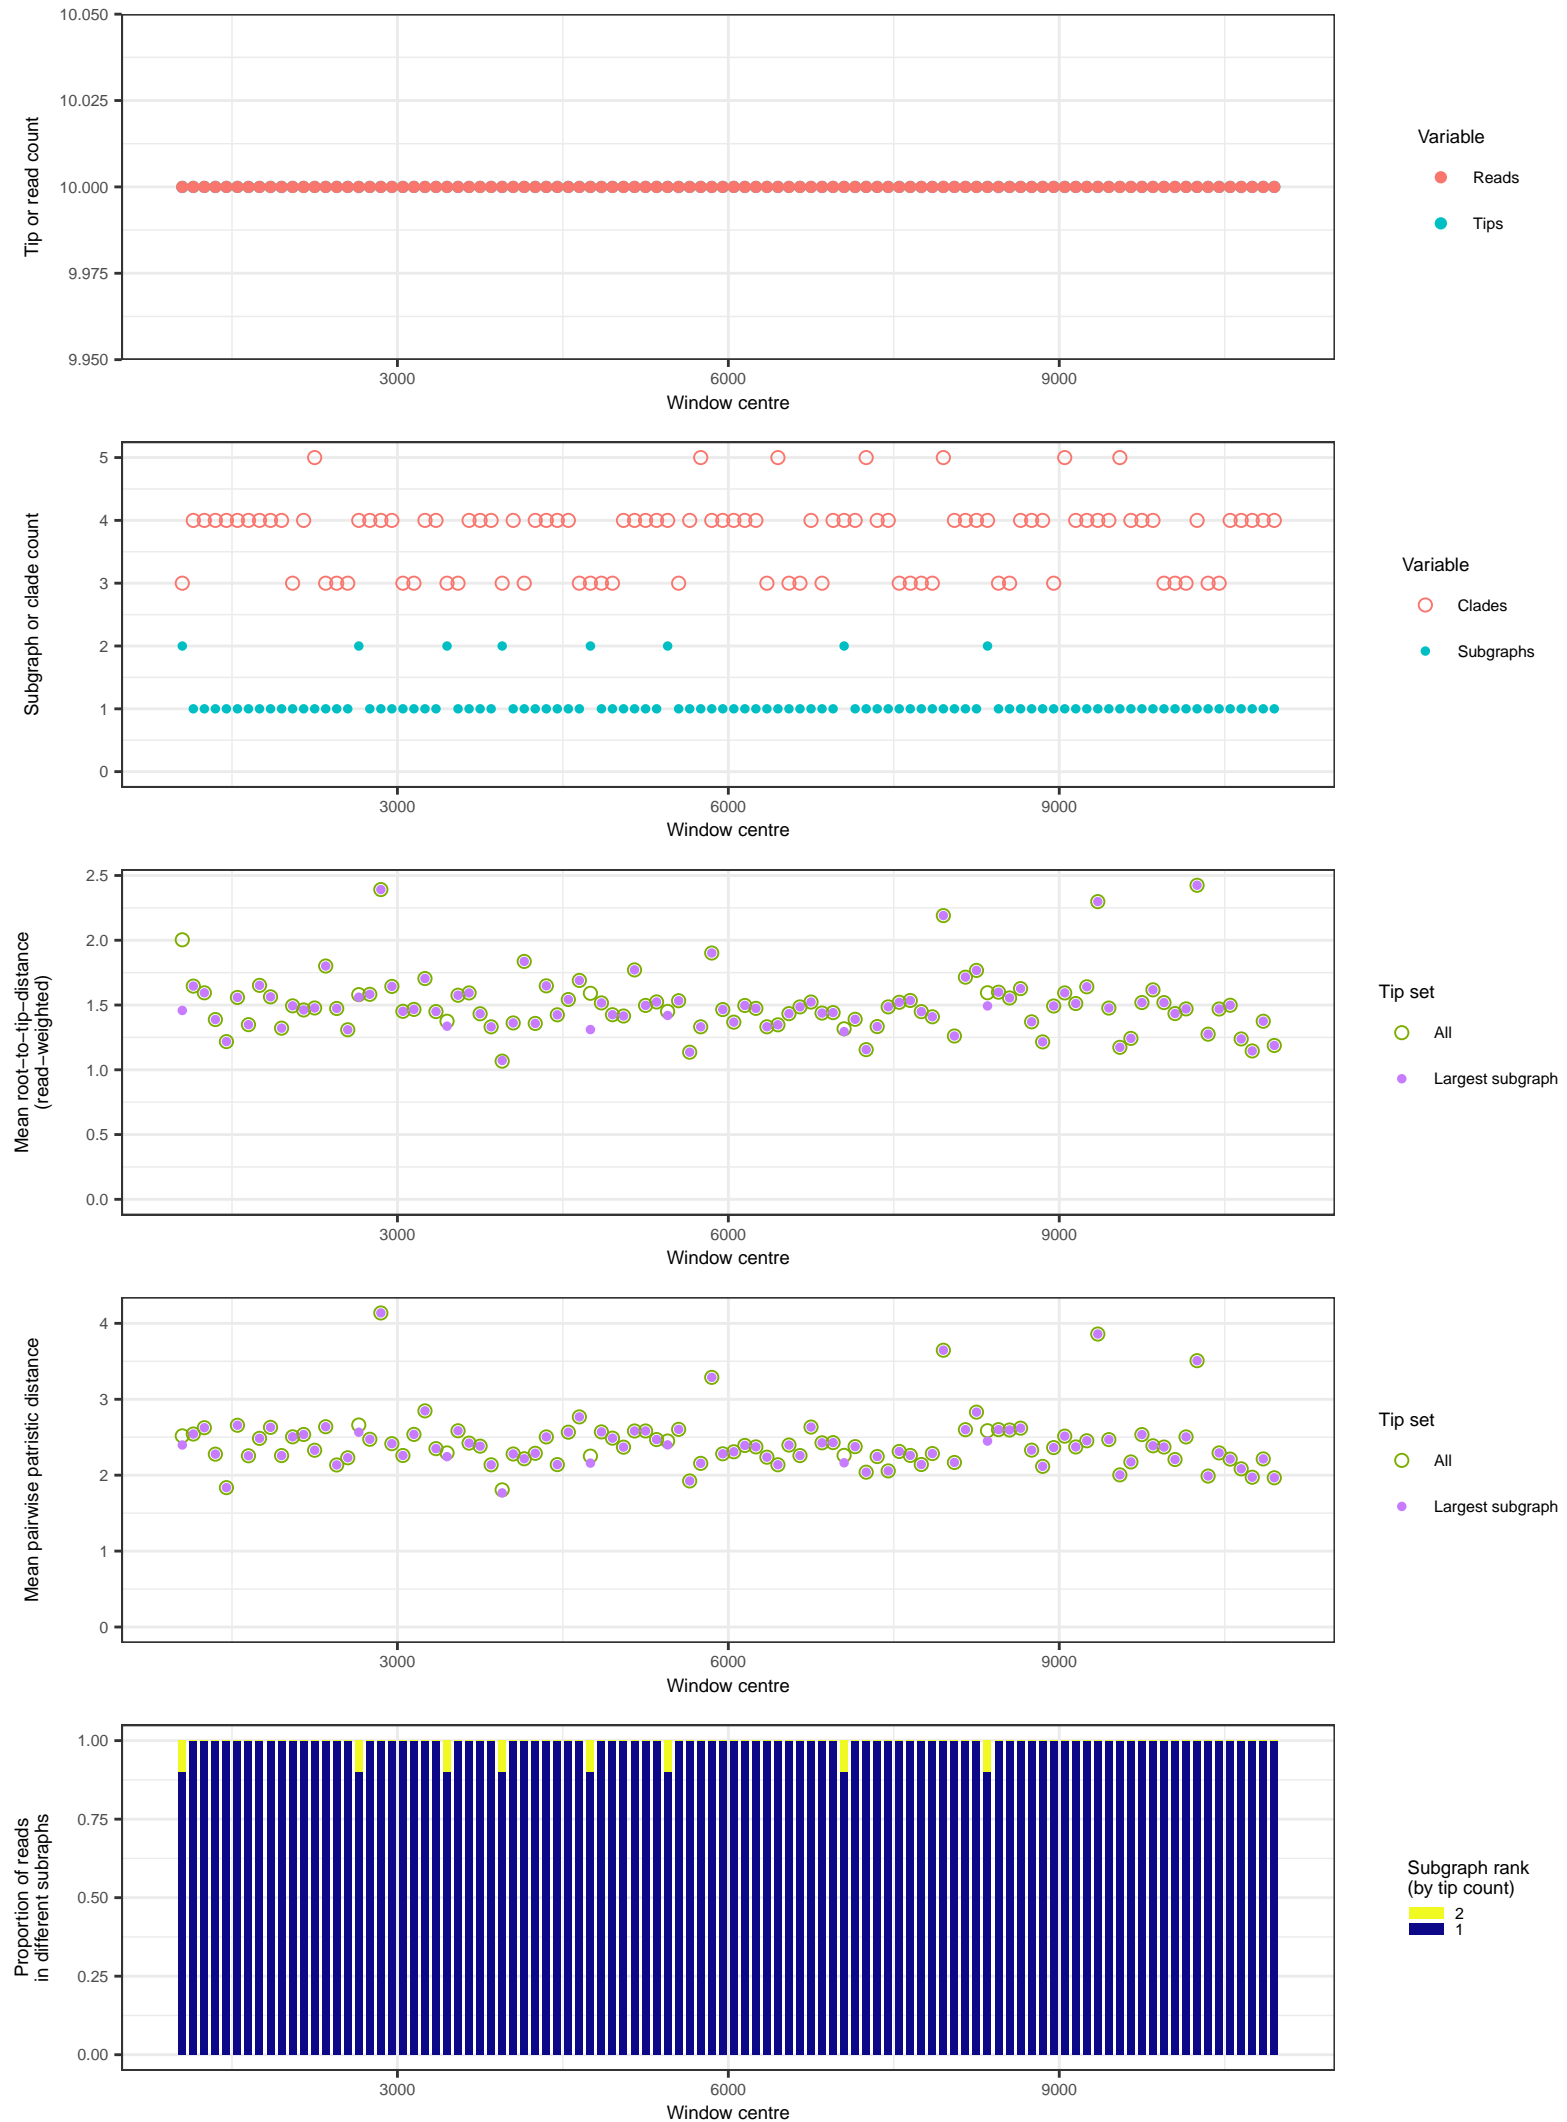 10.050
10.025
10.000
9.975
9.950
Tip or read count
3000 6000 9000
Window centre
Variable
Reads
Tips
5
4
3
2
1
0
Subgraph or clade count
3000 6000 9000
Window centre
Variable
Clades
Subgraphs
2.5
2.0
1.5
1.0
0.5
0.0
Mean root−to−tip−distance
(read−weighted)
3000 6000 9000
Window centre
Tip set
All
Largest subgraph
4
3
2
1
0
Mean pairwise patristic distance
3000 6000 9000
Window centre
Tip set
All
Largest subgraph
1.00
0.75
0.50
0.25
0.00
Proportion of reads
in different subraphs
3000 6000 9000
Window centre
Subgraph rank
(by tip count)
2
1